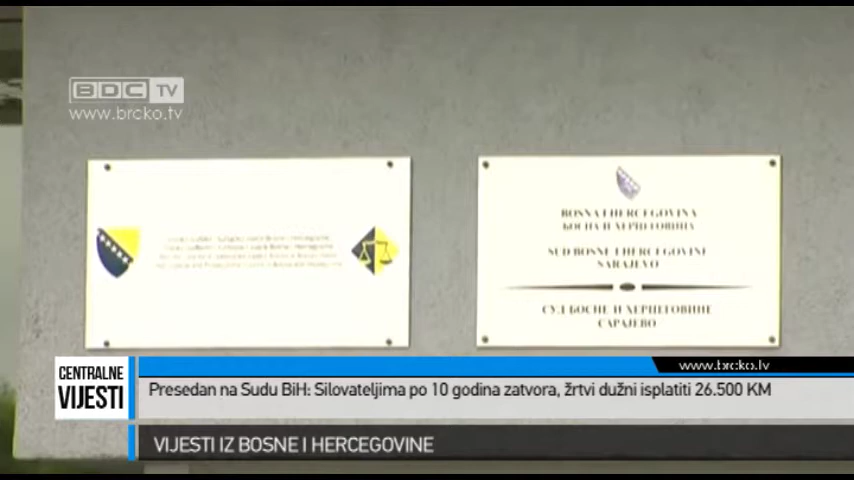 BDC TV
www.brcko.tv
BOSNA I HERCEGOVINA
БОСНА И ХЕРЦЕГОВИНА
SUD BOSNE I HERCEGOVINE
SARAJEVO
СУД БОСНЕ И ХЕРЦЕГОВИНЕ
САРАЈЕВО
www.brcko.tv
CENTRALNE
VIJESTI
Presedan na Sudu BiH: Silovateljima po 10 godina zatvora, žrtvi dužni isplatiti 26.500 KM
VIJESTI IZ BOSNE I HERCEGOVINE